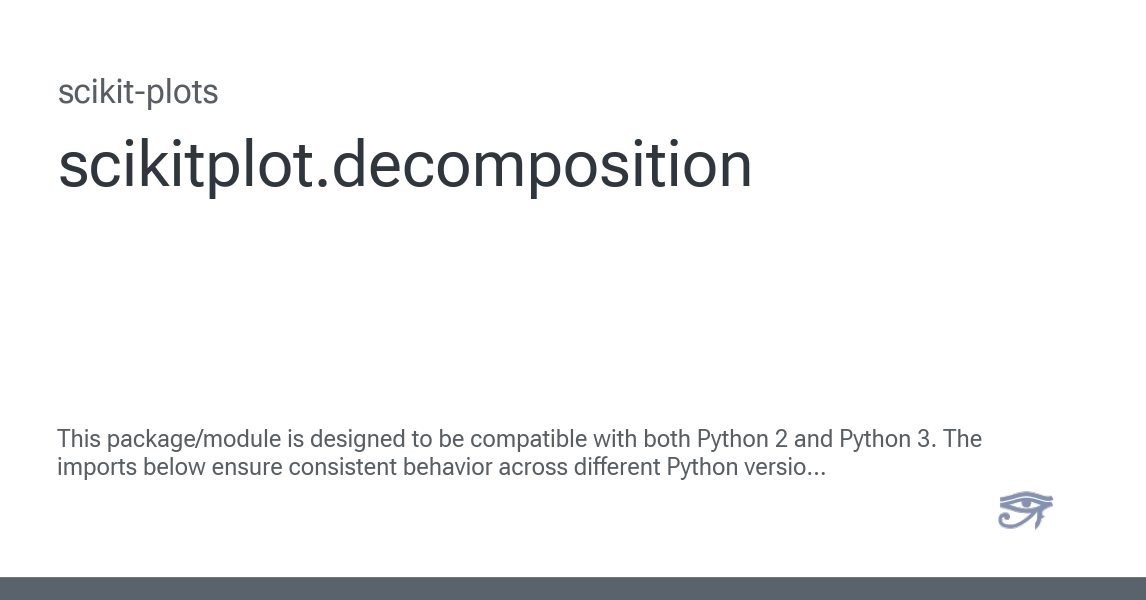 scikit-plots
scikitplot.decomposition
This package/module is designed to be compatible with both Python 2 and Python 3. The
imports below ensure consistent behavior across different Python versio...